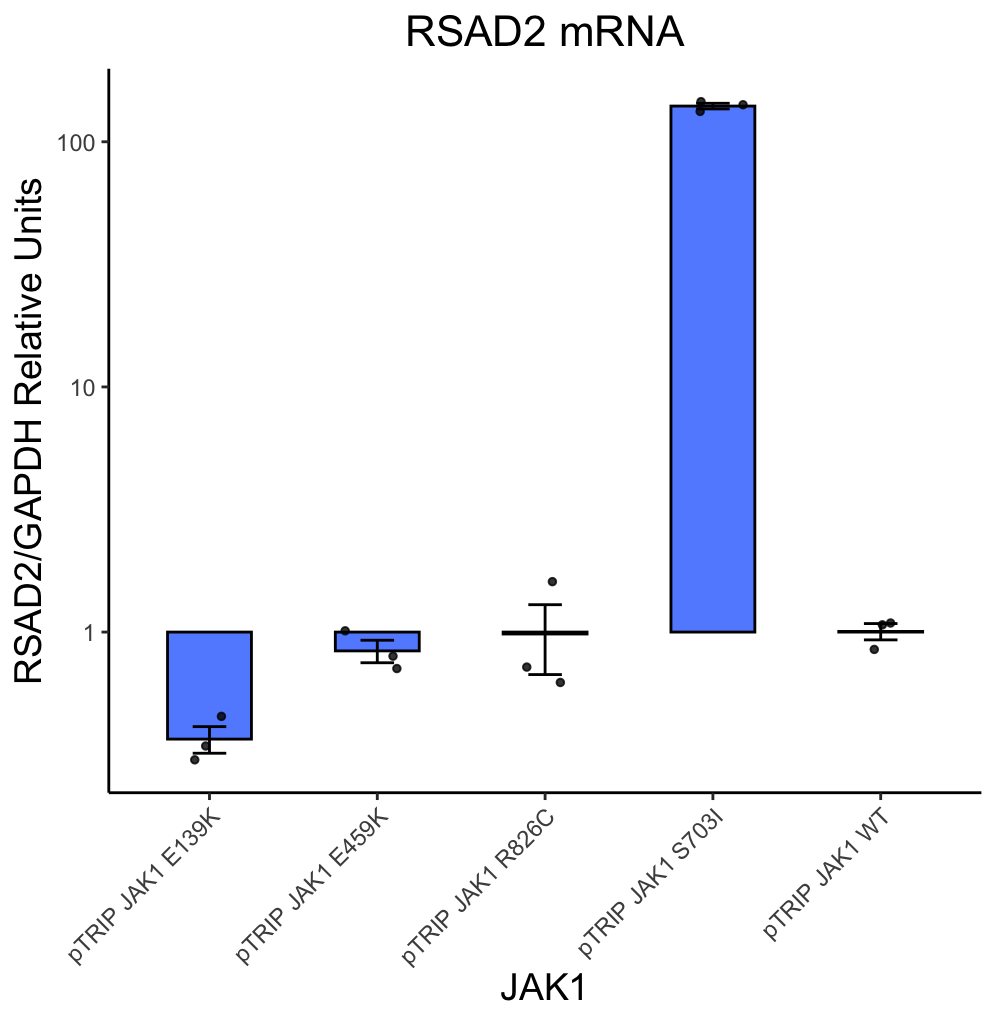 RSAD2 mRNA
RSAD2/GAPDH Relative Units
100
10
1
pTRIP JAK1 E139K
pTRIP JAK1 E459K
pTRIP JAK1 R826C
pTRIP JAK1 S703I
pTRIP JAK1 WT
JAK1